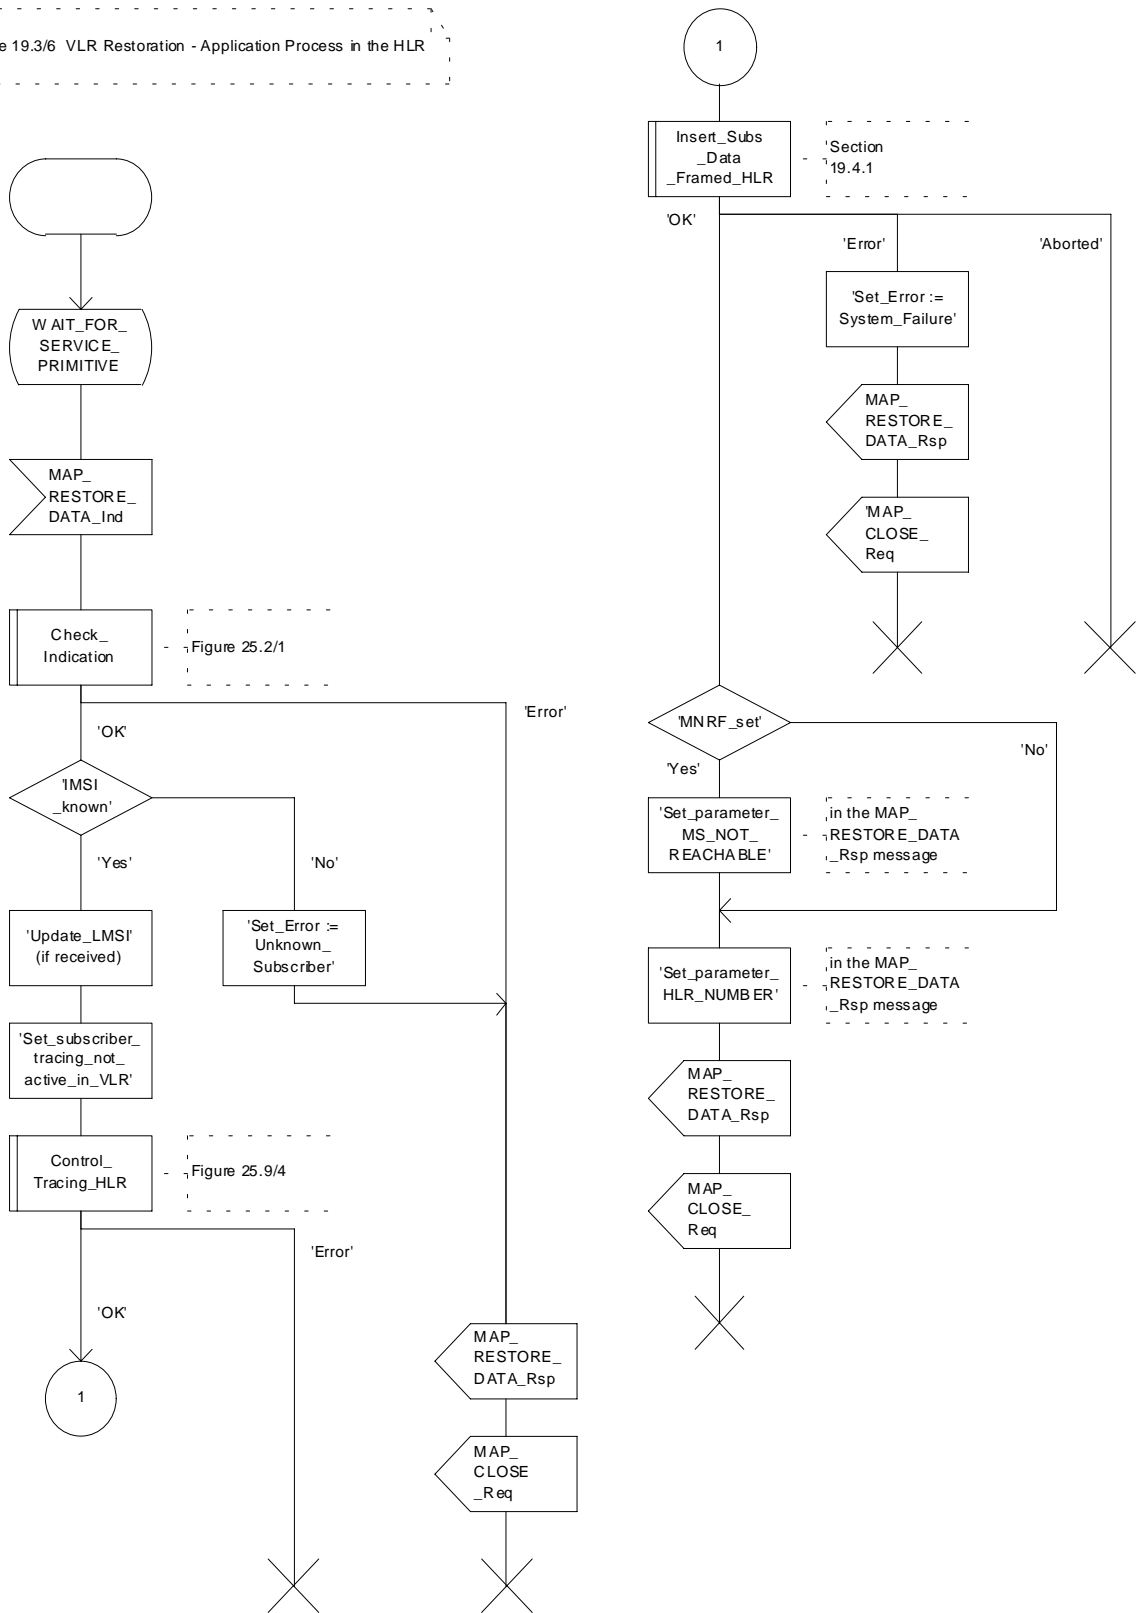 e 19.3/6 VLR Restoration - Application Process in the HLR
WAIT_FOR_
SERVICE_
PRIMITIVE
MAP_
RESTORE_
DATA_Ind
Check_
Indication
Figure 25.2/1
'Error'
'OK'
'IMSI
_known'
'Yes'
'No'
'Update_LMSI'
(if received)
'Set_Error :=
Unknown_
Subscriber'
'Set_subscriber_
tracing_not_
active_in_VLR'
Control_
Tracing_HLR
Figure 25.9/4
'Error'
'OK'
1
MAP_
RESTORE_
DATA_Rsp
MAP_
CLOSE
_Req
1
Insert_Subs
_Data
_Framed_HLR
Section
19.4.1
'OK'
'Error'
'Aborted'
'Set_Error :=
System_Failure'
MAP_
RESTORE_
DATA_Rsp
'MAP_
CLOSE_
Req
'MNRF_set'
'No'
'Yes'
'Set_parameter_
MS_NOT_
REACHABLE'
in the MAP_
RESTORE_DATA
_Rsp message
'Set_parameter_
HLR_NUMBER'
in the MAP_
RESTORE_DATA
_Rsp message
MAP_
RESTORE_
DATA_Rsp
MAP_
CLOSE_
Req